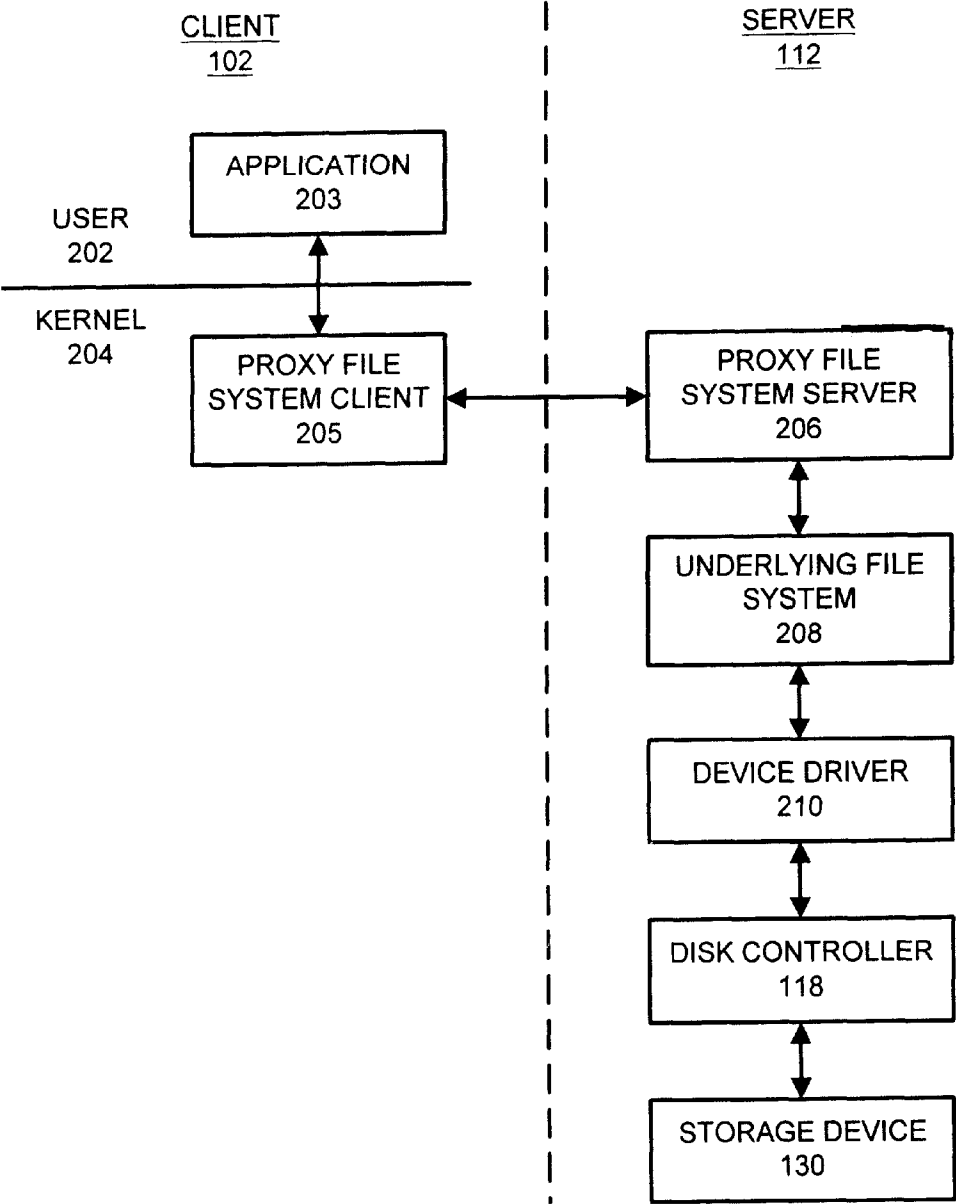 CLIENT
102
SERVER
112
APPLICATION
203
USER
202
KERNEL
204
PROXY FILE
SYSTEM CLIENT
205
PROXY FILE
SYSTEM SERVER
206
UNDERLYING FILE
SYSTEM
208
DEVICE DRIVER
210
DISK CONTROLLER
118
STORAGE DEVICE
130